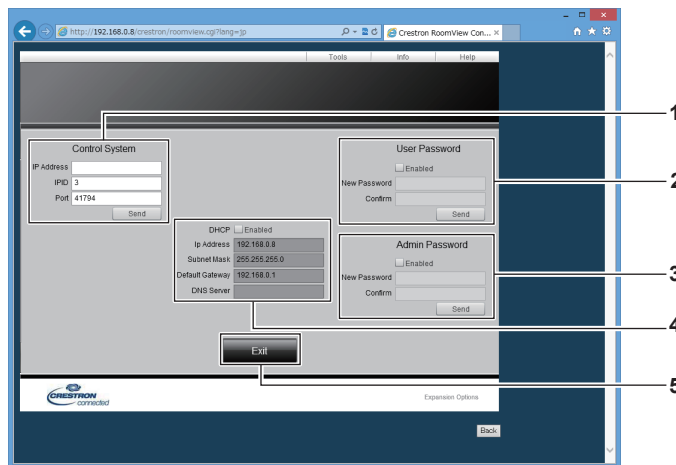 http://192.168.0.8/crestron/roomview.cgi?lang=jp
Crestron RoomView Con... ×
Tools Info Help
1
Control System
IP Address
IPID 3
Port 41794
Send
User Password
Enabled
New Password
Confirm
Send
2
DHCP Enabled
Ip Address 192.168.0.8
Subnet Mask 255.255.255.0
Default Gateway 192.168.0.1
DNS Server
Admin Password
Enabled
New Password
Confirm
Send
3
4
Exit
5
CRESTRON
connected
Expansion Options
Back